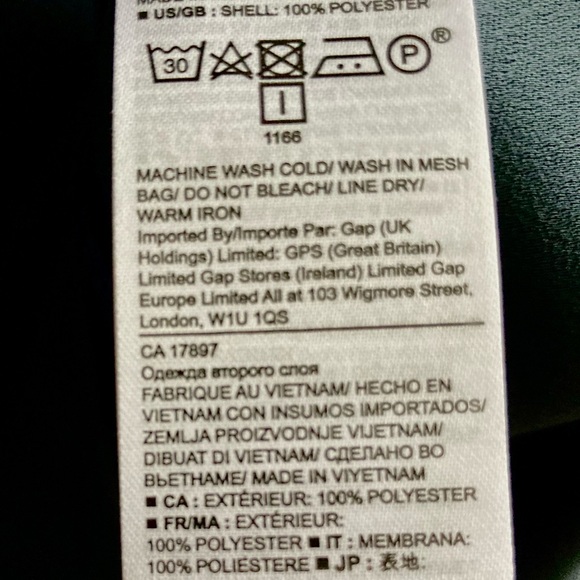 ■ US/GB : SHELL: 100% POLYESTER
30 P ®
1166
MACHINE WASH COLD/ WASH IN MESH
BAG/ DO NOT BLEACH/ LINE DRY/
WARM IRON
Imported By/Importe Par: Gap (UK
Holdings) Limited: GPS (Great Britain)
Limited Gap Stores (Ireland) Limited Gap
Europe Limited All at 103 Wigmore Street,
London, W1U 1QS
CA 17897
Одежда второго слоя
FABRIQUE AU VIETNAM/ HECHO EN
VIETNAM CON INSUMOS IMPORTADOS/
ZEMLJA PROIZVODNJE VIJETNAM/
DIBUAT DI VIETNAM/ СДЕЛАНО ВО
ВЬЕТНАМЕ/ MADE IN VIYETNAM
■ CA : EXTÉRIEUR: 100% POLYESTER
■ FR/MA : EXTÉRIEUR:
100% POLYESTER ■ IT : MEMBRANA:
100% POLIESTERE ■ JP : 表地: